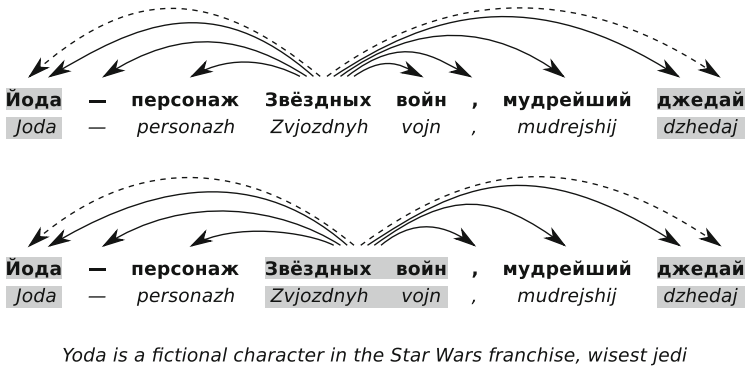 Йода — персонаж Звёздных войн , мудрейший джедай
Joda — personazh Zvjozdnyh vojn , mudrejshij dzhedaj
Йода — персонаж Звёздных войн , мудрейший джедай
Joda — personazh Zvjozdnyh vojn , mudrejshij dzhedaj
Yoda is a fictional character in the Star Wars franchise, wisest jedi